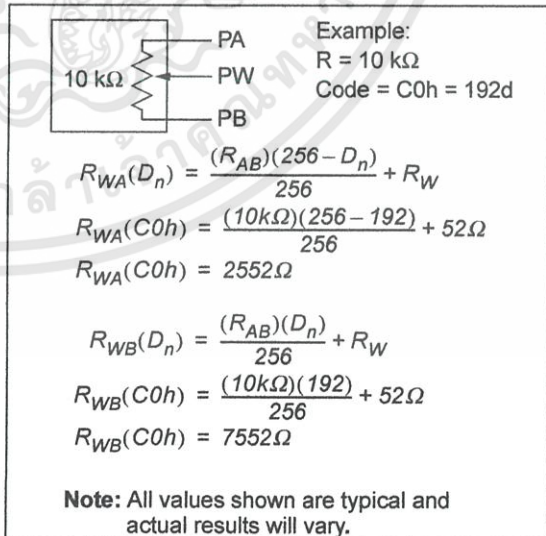 PA
Example:
R = 10 kΩ
10 kΩ
PW
Code = C0h = 192d
PB
R_WA(D_n) = (R_AB)(256 – D_n) / 256 + R_W
R_WA(C0h) = (10kΩ)(256 – 192) / 256 + 52Ω
R_WA(C0h) = 2552Ω
R_WB(D_n) = (R_AB)(D_n) / 256 + R_W
R_WB(C0h) = (10kΩ)(192) / 256 + 52Ω
R_WB(C0h) = 7552Ω
Note: All values shown are typical and
actual results will vary.